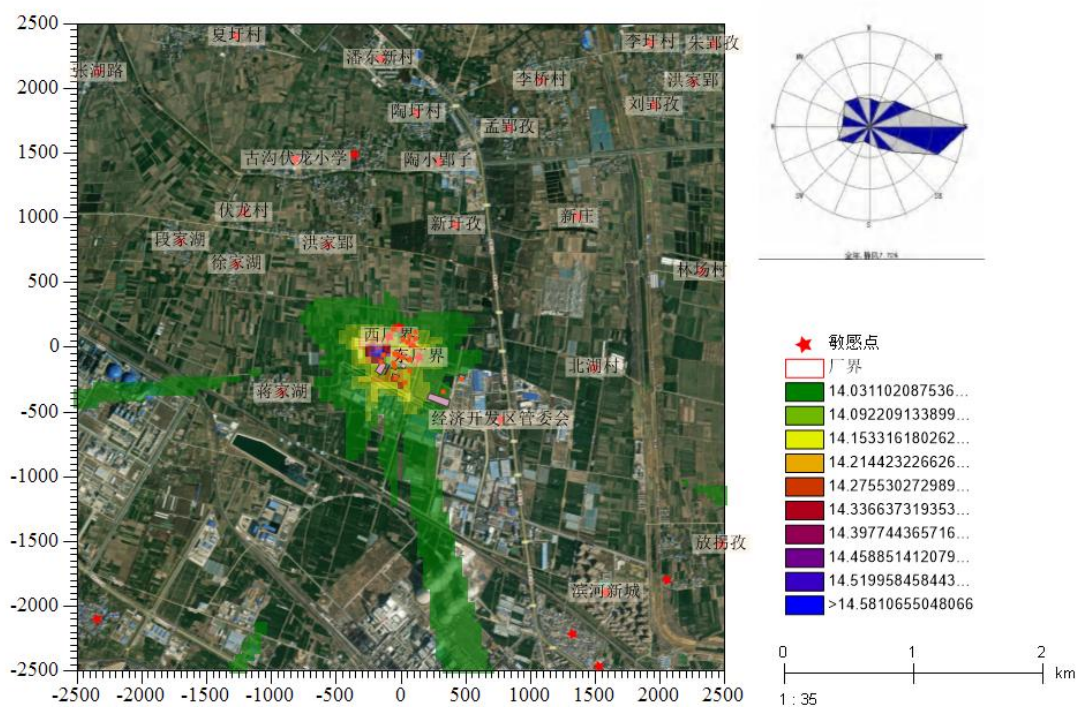 2500
2000
1500
1000
500
0
-500
-1000
-1500
-2000
-2500
-2500 -2000 -1500 -1000 -500 0 500 1000 1500 2000 2500
夏圩村
李圩村
朱郢孜
潘东新村
张湖路
李桥村
洪家郢
陶圩村
刘郢孜
孟郢孜
古沟伏龙小学
陶小郢子
伏龙村
新圩孜
新庄
段家湖
洪家郢
徐家湖
林场村
西厂界
东厂界
北湖村
蒋家湖
经济开发区管委会
放拐孜
滨河新城
N
E
S
W
全年,静风7.72%
敏感点
厂界
14.031102087536...
14.092209133899...
14.153316180262...
14.214423226626...
14.275530272989...
14.336637319353...
14.397744365716...
14.458851412079...
14.519958458443...
>14.5810655048066
0 1 2
km
1 : 35